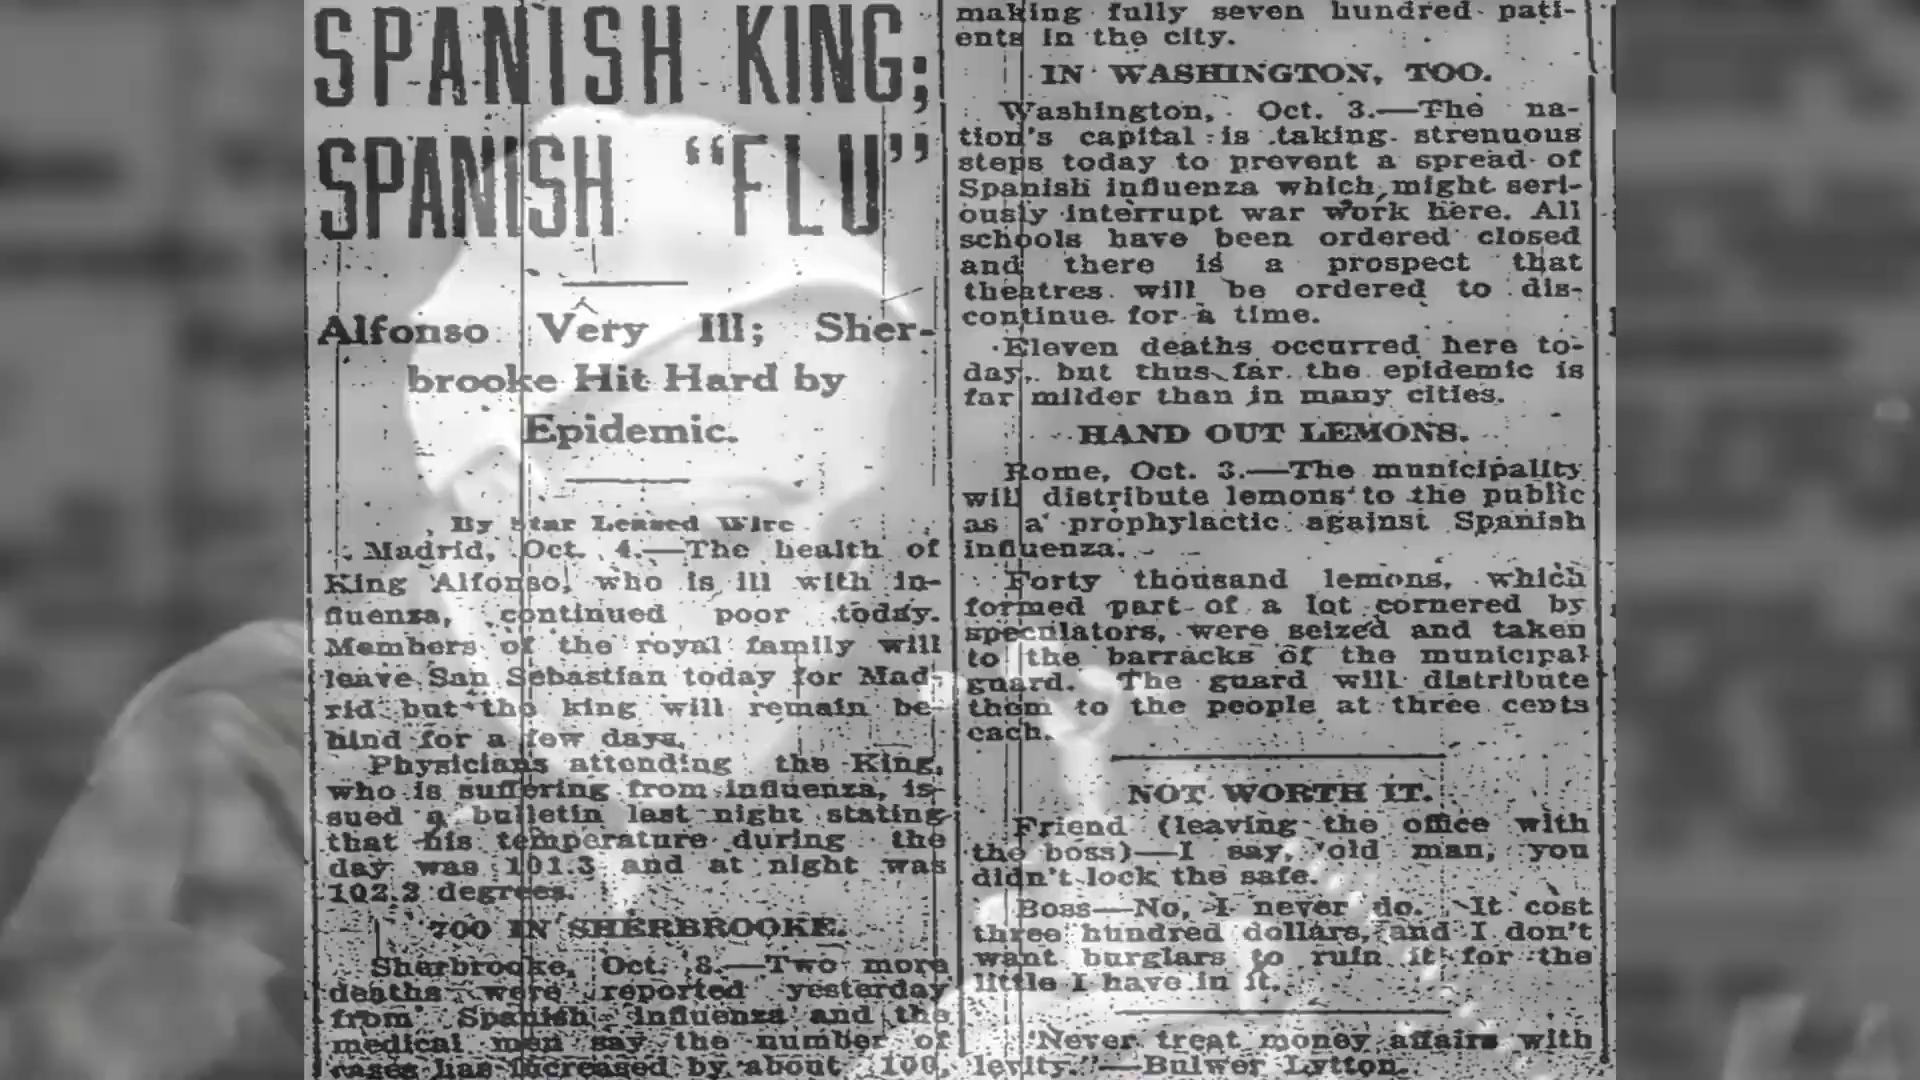 SPANISH KING;
SPANISH "FLU"
Alfonso Very Ill; Sher-
brooke Hit Hard by
Epidemic.
By Star Leased Wire
Madrid, Oct. 4.—The health of
King Alfonso, who is ill with in-
fluenza, continued poor today.
Members of the royal family will
leave San Sebastian today for Mad-
rid but the king will remain be-
hind for a few days.
Physicians attending the King,
who is suffering from influenza, is-
sued a bulletin last night stating
that his temperature during the
day was 101.3 and at night was
102.2 degrees.
700 IN SHERBROOKE.
Sherbrooke, Oct. 3.—Two more
deaths were reported yesterday
from Spanish influenza and the
medical men say the number of
cases has increased by about 100,
making fully seven hundred pati-
ents in the city.
IN WASHINGTON, TOO.
Washington, Oct. 3.—The na-
tion's capital is taking strenuous
steps today to prevent a spread of
Spanish influenza which might seri-
ously interrupt war work here. All
schools have been ordered closed
and there is a prospect that
theatres will be ordered to dis-
continue for a time.
Eleven deaths occurred here to-
day, but thus far the epidemic is
far milder than in many cities.
HAND OUT LEMONS.
Rome, Oct. 3.—The municipality
will distribute lemons to the public
as a prophylactic against Spanish
influenza.
Forty thousand lemons, which
formed part of a lot cornered by
speculators, were seized and taken
to the barracks of the municipal
guard. The guard will distribute
them to the people at three cents
each.
NOT WORTH IT.
Friend (leaving the office with
the boss)—I say, old man, you
didn't lock the safe.
Boss—No, I never do. It cost
three hundred dollars, and I don't
want burglars to ruin it for the
little I have in it.
"Never treat money affairs with
levity."—Bulwer Lytton.